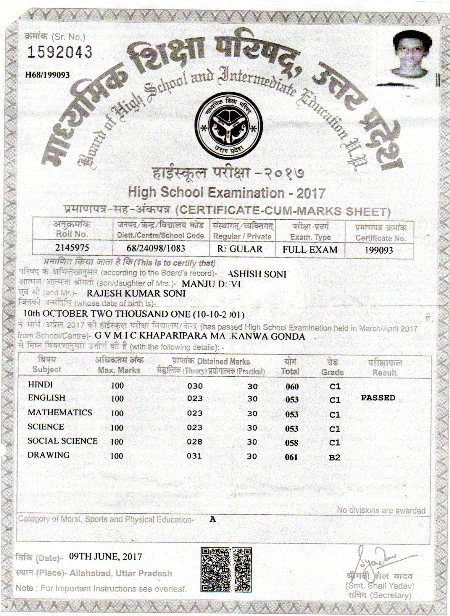 क्रमांक (Sr. No.)
1592043
H68/199093
माध्यमिक शिक्षा परिषद्, उत्तर प्रदेश
Board of High School and Intermediate Education, U.P.
हाईस्कूल परीक्षा -२०१७
High School Examination - 2017
प्रमाणपत्र-सह-अंकपत्र (CERTIFICATE-CUM-MARKS SHEET)
अनुक्रमांक जनपद/केन्द्र/विद्यालय कोड संस्थागत/व्यक्तिगत परीक्षा प्रकार प्रमाणपत्र क्रमांक
Roll No. Distt./Centre/School Code Regular / Private Exam. Type Certificate No.
2145975 68/24098/1083 REGULAR FULL EXAM 199093
प्रमाणित किया जाता है कि (This is to certify that)
परिषद के अभिलेखानुसार (according to the Board's record)- ASHISH SONI
आत्मज/आत्मजा श्रीमती (son/daughter of Mrs.)- MANJU
एवं श्री (and Mr.)- RAJESH KUMAR SONI
जिनकी जन्मतिथि (whose date of birth is)-
10th OCTOBER TWO THOUSAND ONE (10-10-2001) है,
ने मार्च/अप्रैल 2017 की हाईस्कूल परीक्षा विद्यालय/केन्द्र (has passed High School Examination held in March/April 2017
from School/Centre)- G V M I C KHAPARIPARA GONDA
से निम्न विवरणानुसार उत्तीर्ण की है (with the following details) :-
विषय अधिकतम अंक प्राप्तांक Obtained Marks योग ग्रेड परीक्षाफल
Subject Max. Marks सैद्धान्तिक (Theory) प्रयोगात्मक (Practical) Total Grade Result
HINDI 100 030 30 060 C1
ENGLISH 100 023 30 053 C1 PASSED
MATHEMATICS 100 023 30 053 C1
SCIENCE 100 023 30 053 C1
SOCIAL SCIENCE 100 028 30 058 C1
DRAWING 100 031 30 061 B2
No divisions are awarded
Category of Moral, Sports and Physical Education- A
तिथि (Date)- 09TH JUNE, 2017
स्थान (Place)- Allahabad, Uttar Pradesh
Note : For Important Instructions see overleaf.
श्रीमती शैल यादव
(Smt. Shail Yadav)
सचिव (Secretary)